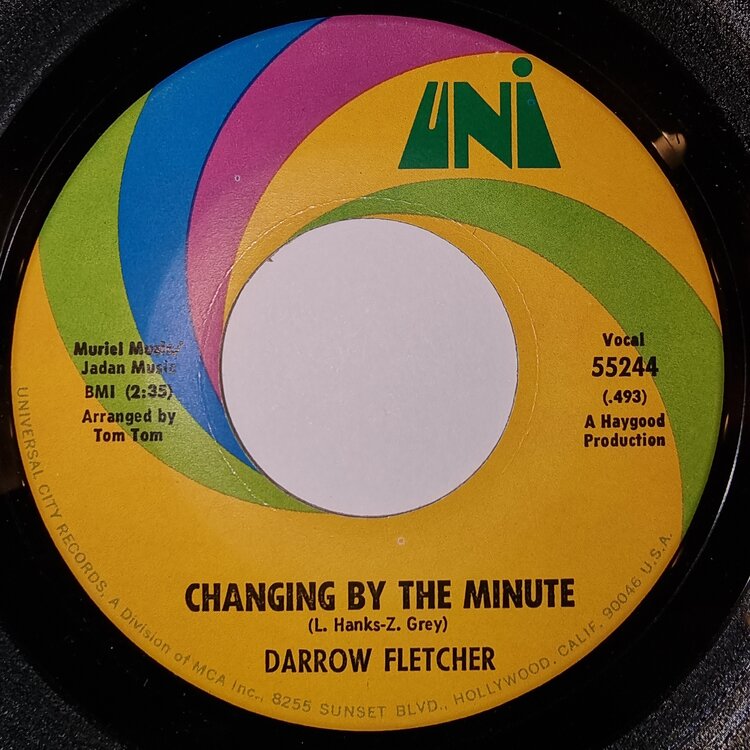 UNI
Muriel Music/
Jadan Music
BMI (2:35)
Arranged by
Tom Tom
Vocal
55244
(.493)
A Haygood
Production
CHANGING BY THE MINUTE
(L. Hanks-Z. Grey)
DARROW FLETCHER
UNIVERSAL CITY RECORDS, A Division of MCA Inc., 8255 SUNSET BLVD., HOLLYWOOD, CALIF. 90046 U.S.A.